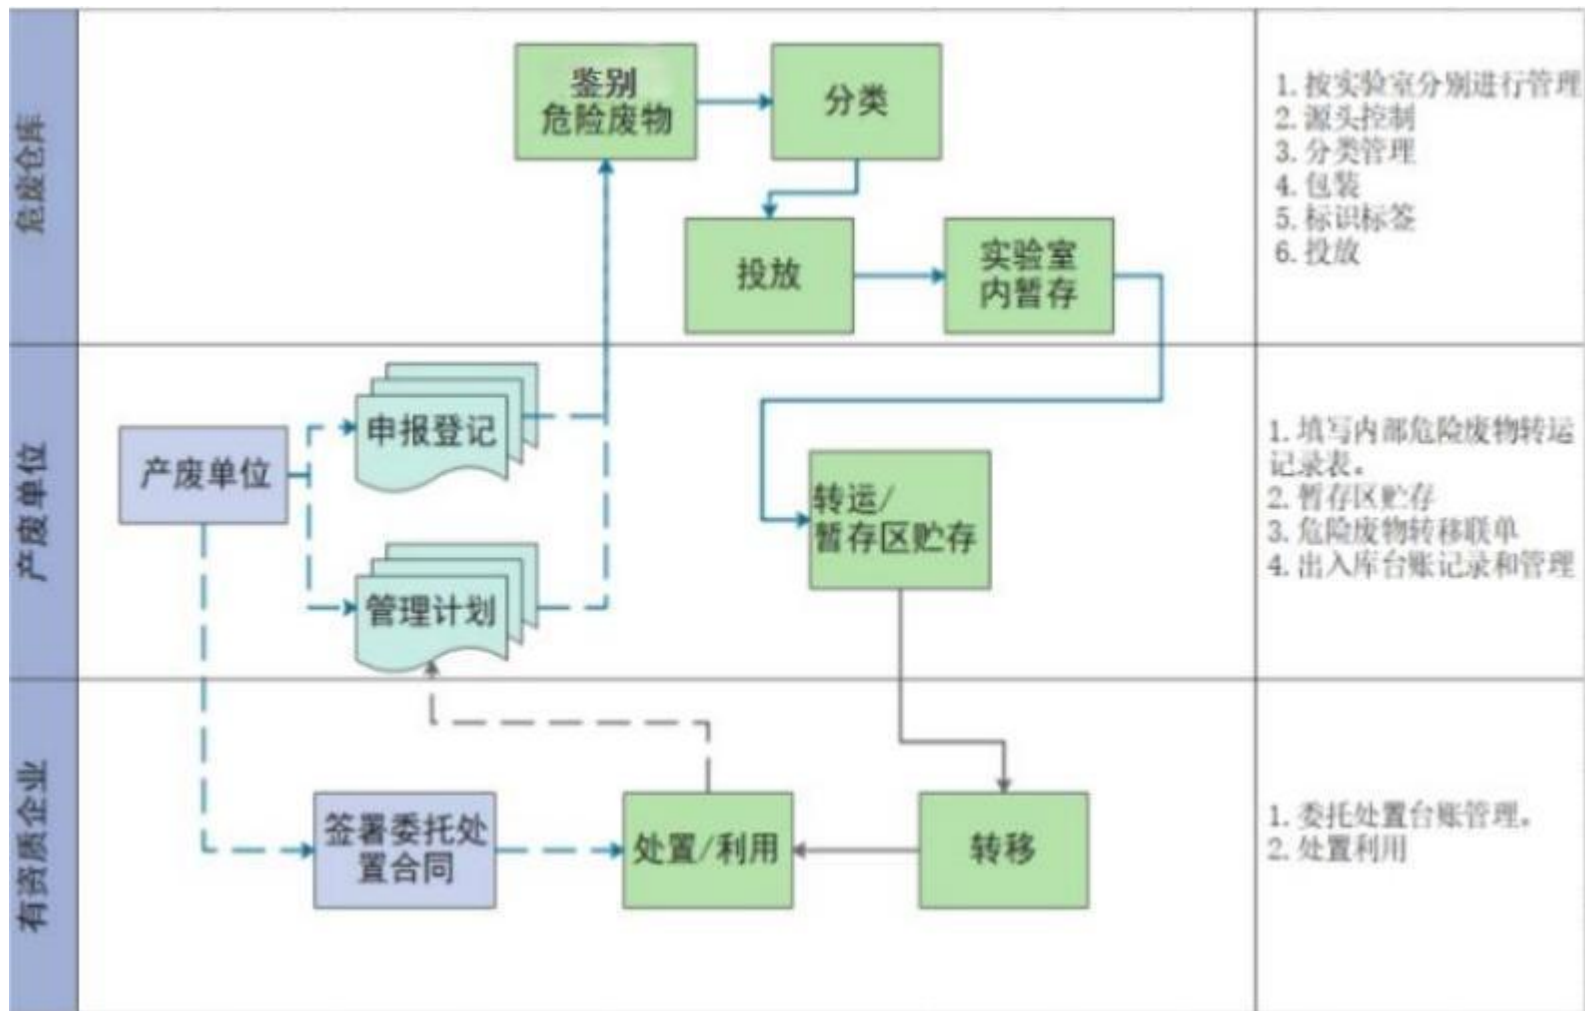 危废仓库
鉴别
危险废物
分类
投放
实验室
内暂存
1. 按实验室分别进行管理
2. 源头控制
3. 分类管理
4. 包装
5. 标识标签
6. 投放
产废单位
产废单位
申报登记
管理计划
转运/
暂存区贮存
1. 填写内部危险废物转运
记录表。
2. 暂存区贮存
3. 危险废物转移联单
4. 出入库台账记录和管理
有资质企业
签署委托处
置合同
处置/利用
转移
1. 委托处置台账管理。
2. 处置利用